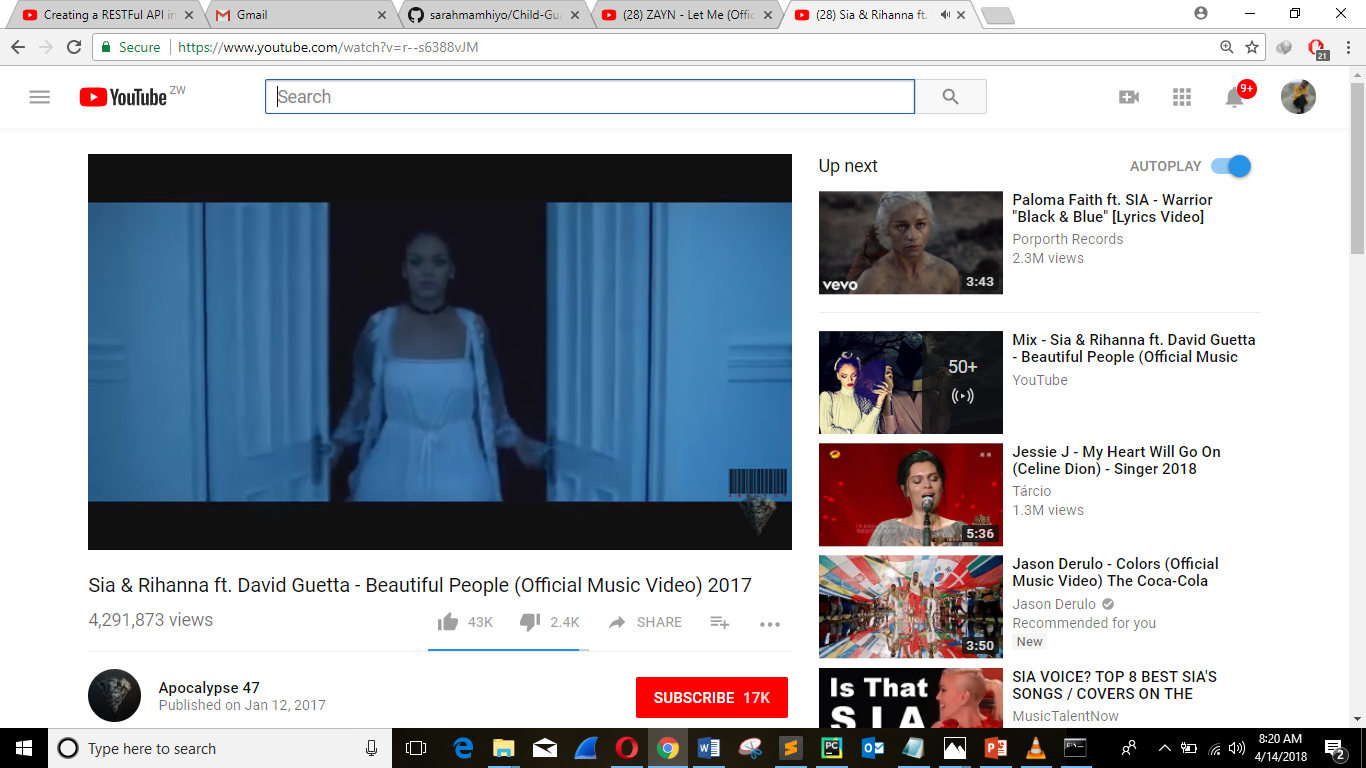 Creating a RESTFul API in
Gmail
sarahmamhiyo/Child-Gua
(28) ZAYN - Let Me (Offic
(28) Sia & Rihanna ft.
Secure
https://www.youtube.com/watch?v=r--s6388vJM
21
YouTube ZW
Search
9+
Up next
AUTOPLAY
Paloma Faith ft. SIA - Warrior
"Black & Blue" [Lyrics Video]
Porporth Records
2.3M views
vevo
3:43
Mix - Sia & Rihanna ft. David Guetta
- Beautiful People (Official Music
YouTube
50+
Jessie J - My Heart Will Go On
(Celine Dion) - Singer 2018
Tárcio
1.3M views
5:36
Jason Derulo - Colors (Official
Music Video) The Coca-Cola
Jason Derulo
Recommended for you
New
3:50
SIA VOICE? TOP 8 BEST SIA'S
SONGS / COVERS ON THE
MusicTalentNow
Is That
SIA
Sia & Rihanna ft. David Guetta - Beautiful People (Official Music Video) 2017
4,291,873 views
43K
2.4K
SHARE
Apocalypse 47
Published on Jan 12, 2017
SUBSCRIBE 17K
Type here to search
8:20 AM
4/14/2018
2